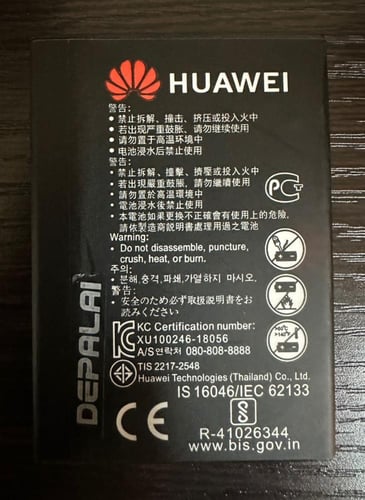 HUAWEI
警告:
• 禁止拆解、撞击、挤压或投入火中
• 若出现严重鼓胀、请勿继续使用
• 请勿置于高温环境中
• 电池浸水后禁止使用
警告:
• 禁止拆解、撞擊、擠壓或投入火中
• 若出現嚴重鼓脹、請勿繼續使用
• 請勿置於高溫環境中
• 電池浸水後禁止使用
• 本電池如果更換不正確會有使用上的危險
請依製造商說明書處理用過之電池
Warning:
• Do not disassemble, puncture,
crush, heat, or burn.
주의:
• 분해,충격,파쇄,가열하지 마시오.
警告:
• 安全のため必ず取扱説明書をお
読みください
KC Certification number:
XU100246-18056
A/S연락처 080-808-8888
TIS 2217-2548
Huawei Technologies (Thailand) Co., Ltd.
IS 16046/IEC 62133
CE
R-41026344
www.bis.gov.in
DEPALAI